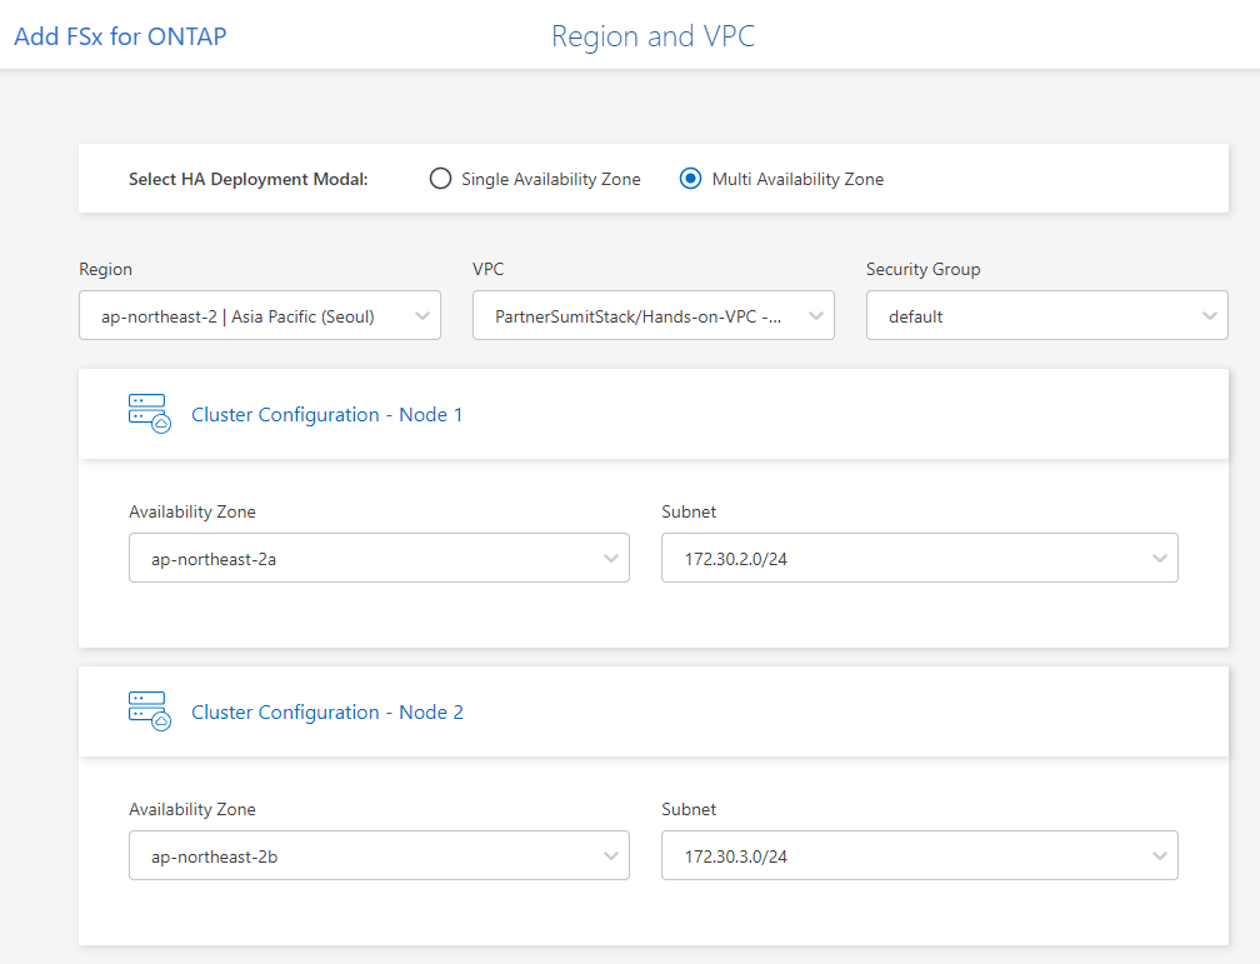 Add FSx for ONTAP
Region and VPC
Select HA Deployment Modal:
Single Availability Zone
Multi Availability Zone
Region
VPC
Security Group
ap-northeast-2 | Asia Pacific (Seoul)
PartnerSumitStack/Hands-on-VPC -...
default
Cluster Configuration - Node 1
Availability Zone
Subnet
ap-northeast-2a
172.30.2.0/24
Cluster Configuration - Node 2
Availability Zone
Subnet
ap-northeast-2b
172.30.3.0/24